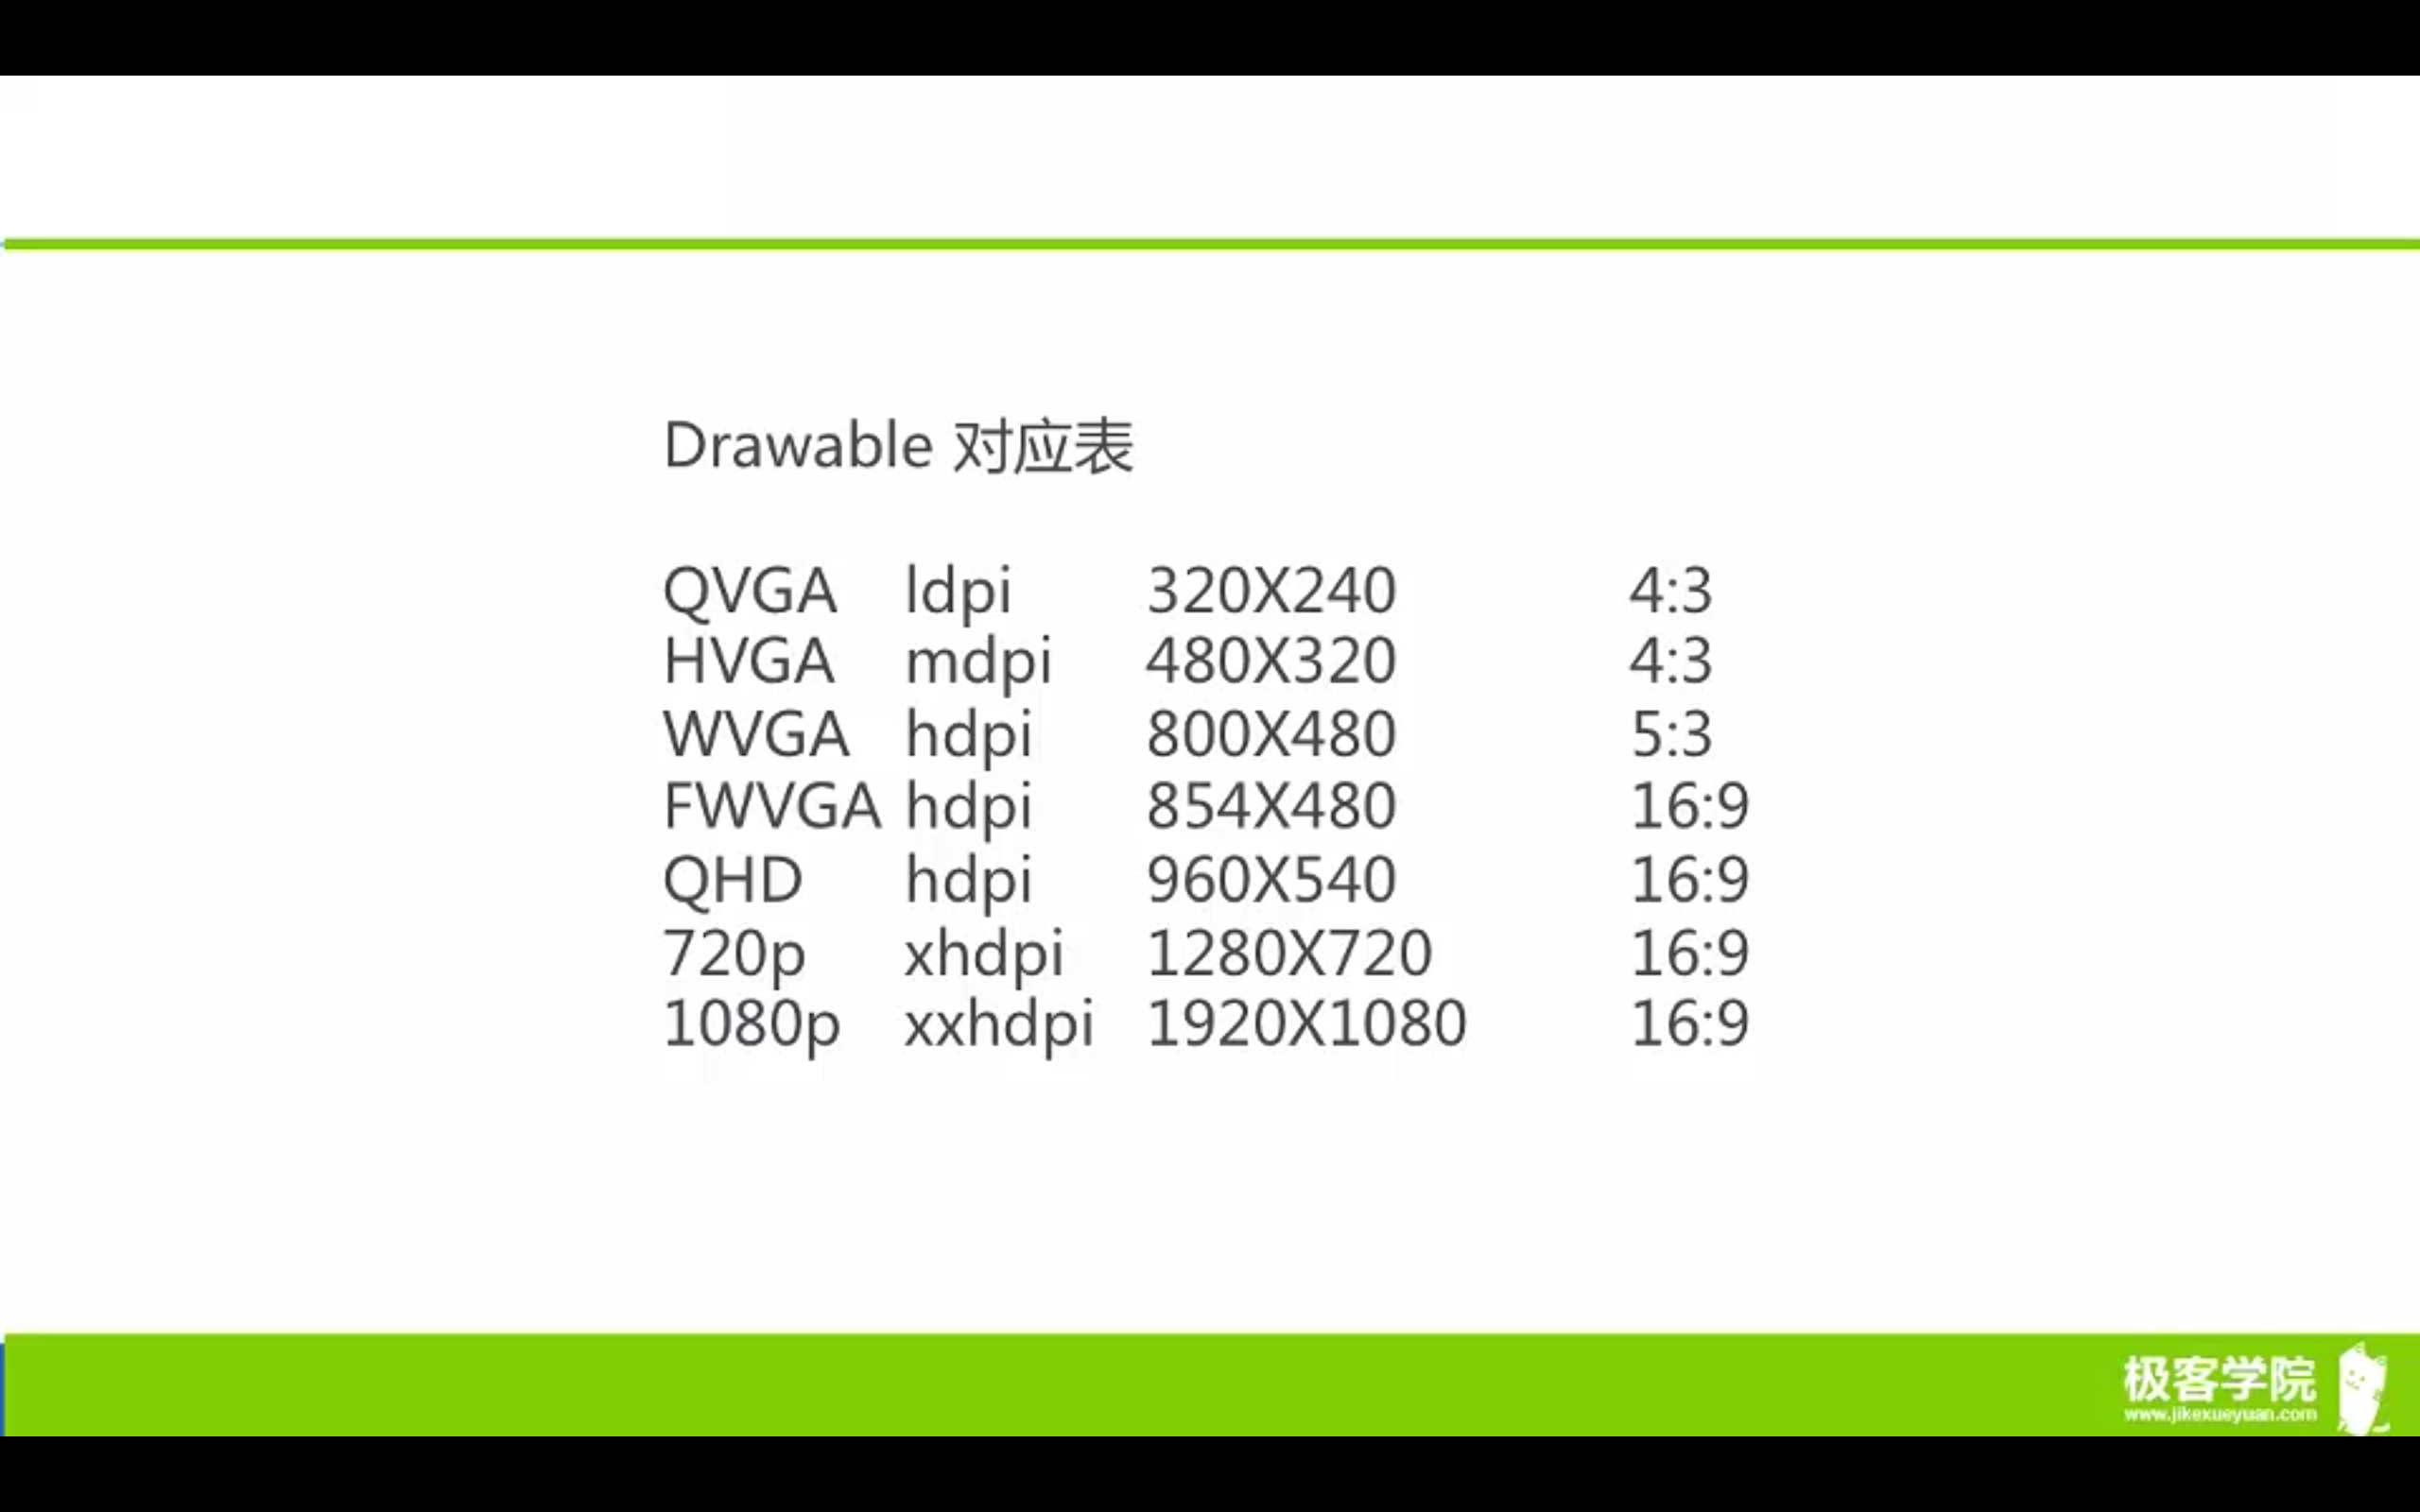 Drawable 对应表
QVGA ldpi 320X240 4:3
HVGA mdpi 480X320 4:3
WVGA hdpi 800X480 5:3
FWVGA hdpi 854X480 16:9
QHD hdpi 960X540 16:9
720p xhdpi 1280X720 16:9
1080p xxhdpi 1920X1080 16:9
极客学院
www.jikexueyuan.com